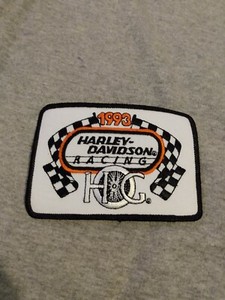 1993
HARLEY-
DAVIDSON®
RACING
HOG®